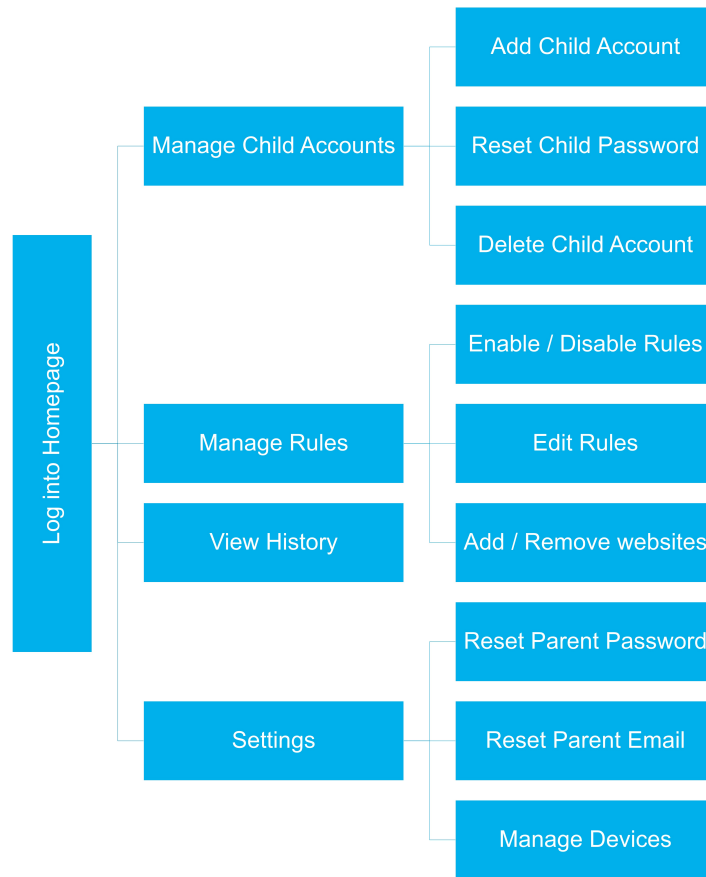 Log into Homepage
Manage Child Accounts
Add Child Account
Reset Child Password
Delete Child Account
Manage Rules
Enable / Disable Rules
Edit Rules
Add / Remove websites
View History
Settings
Reset Parent Password
Reset Parent Email
Manage Devices